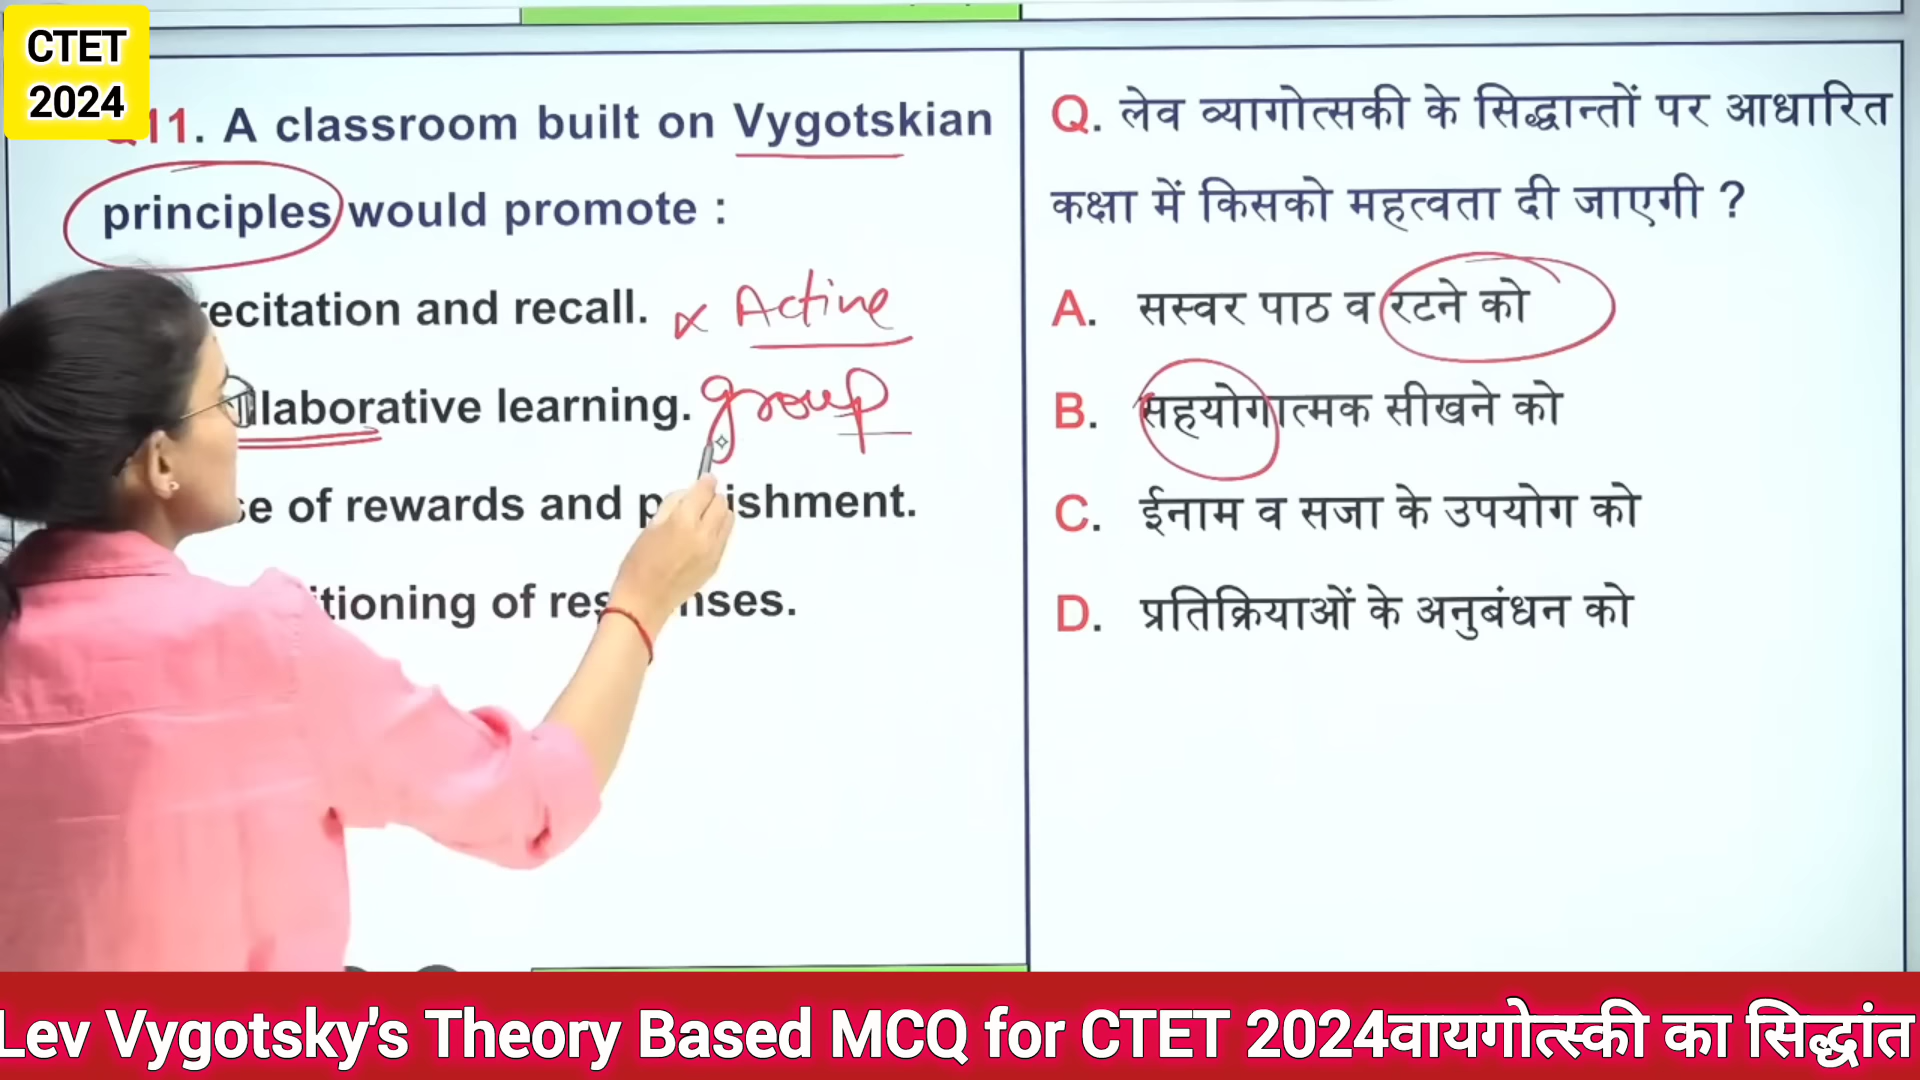 CTET
2024
11. A classroom built on Vygotskian
principles would promote :
recitation and recall. × Active
laborative learning. group
se of rewards and p ishment.
tioning of res nses.
Q. लेव व्यागोत्सकी के सिद्धान्तों पर आधारित
कक्षा में किसको महत्वता दी जाएगी ?
A. सस्वर पाठ व रटने को
B. सहयोगात्मक सीखने को
C. ईनाम व सजा के उपयोग को
D. प्रतिक्रियाओं के अनुबंधन को
Lev Vygotsky's Theory Based MCQ for CTET 2024वायगोत्स्की का सिद्धांत